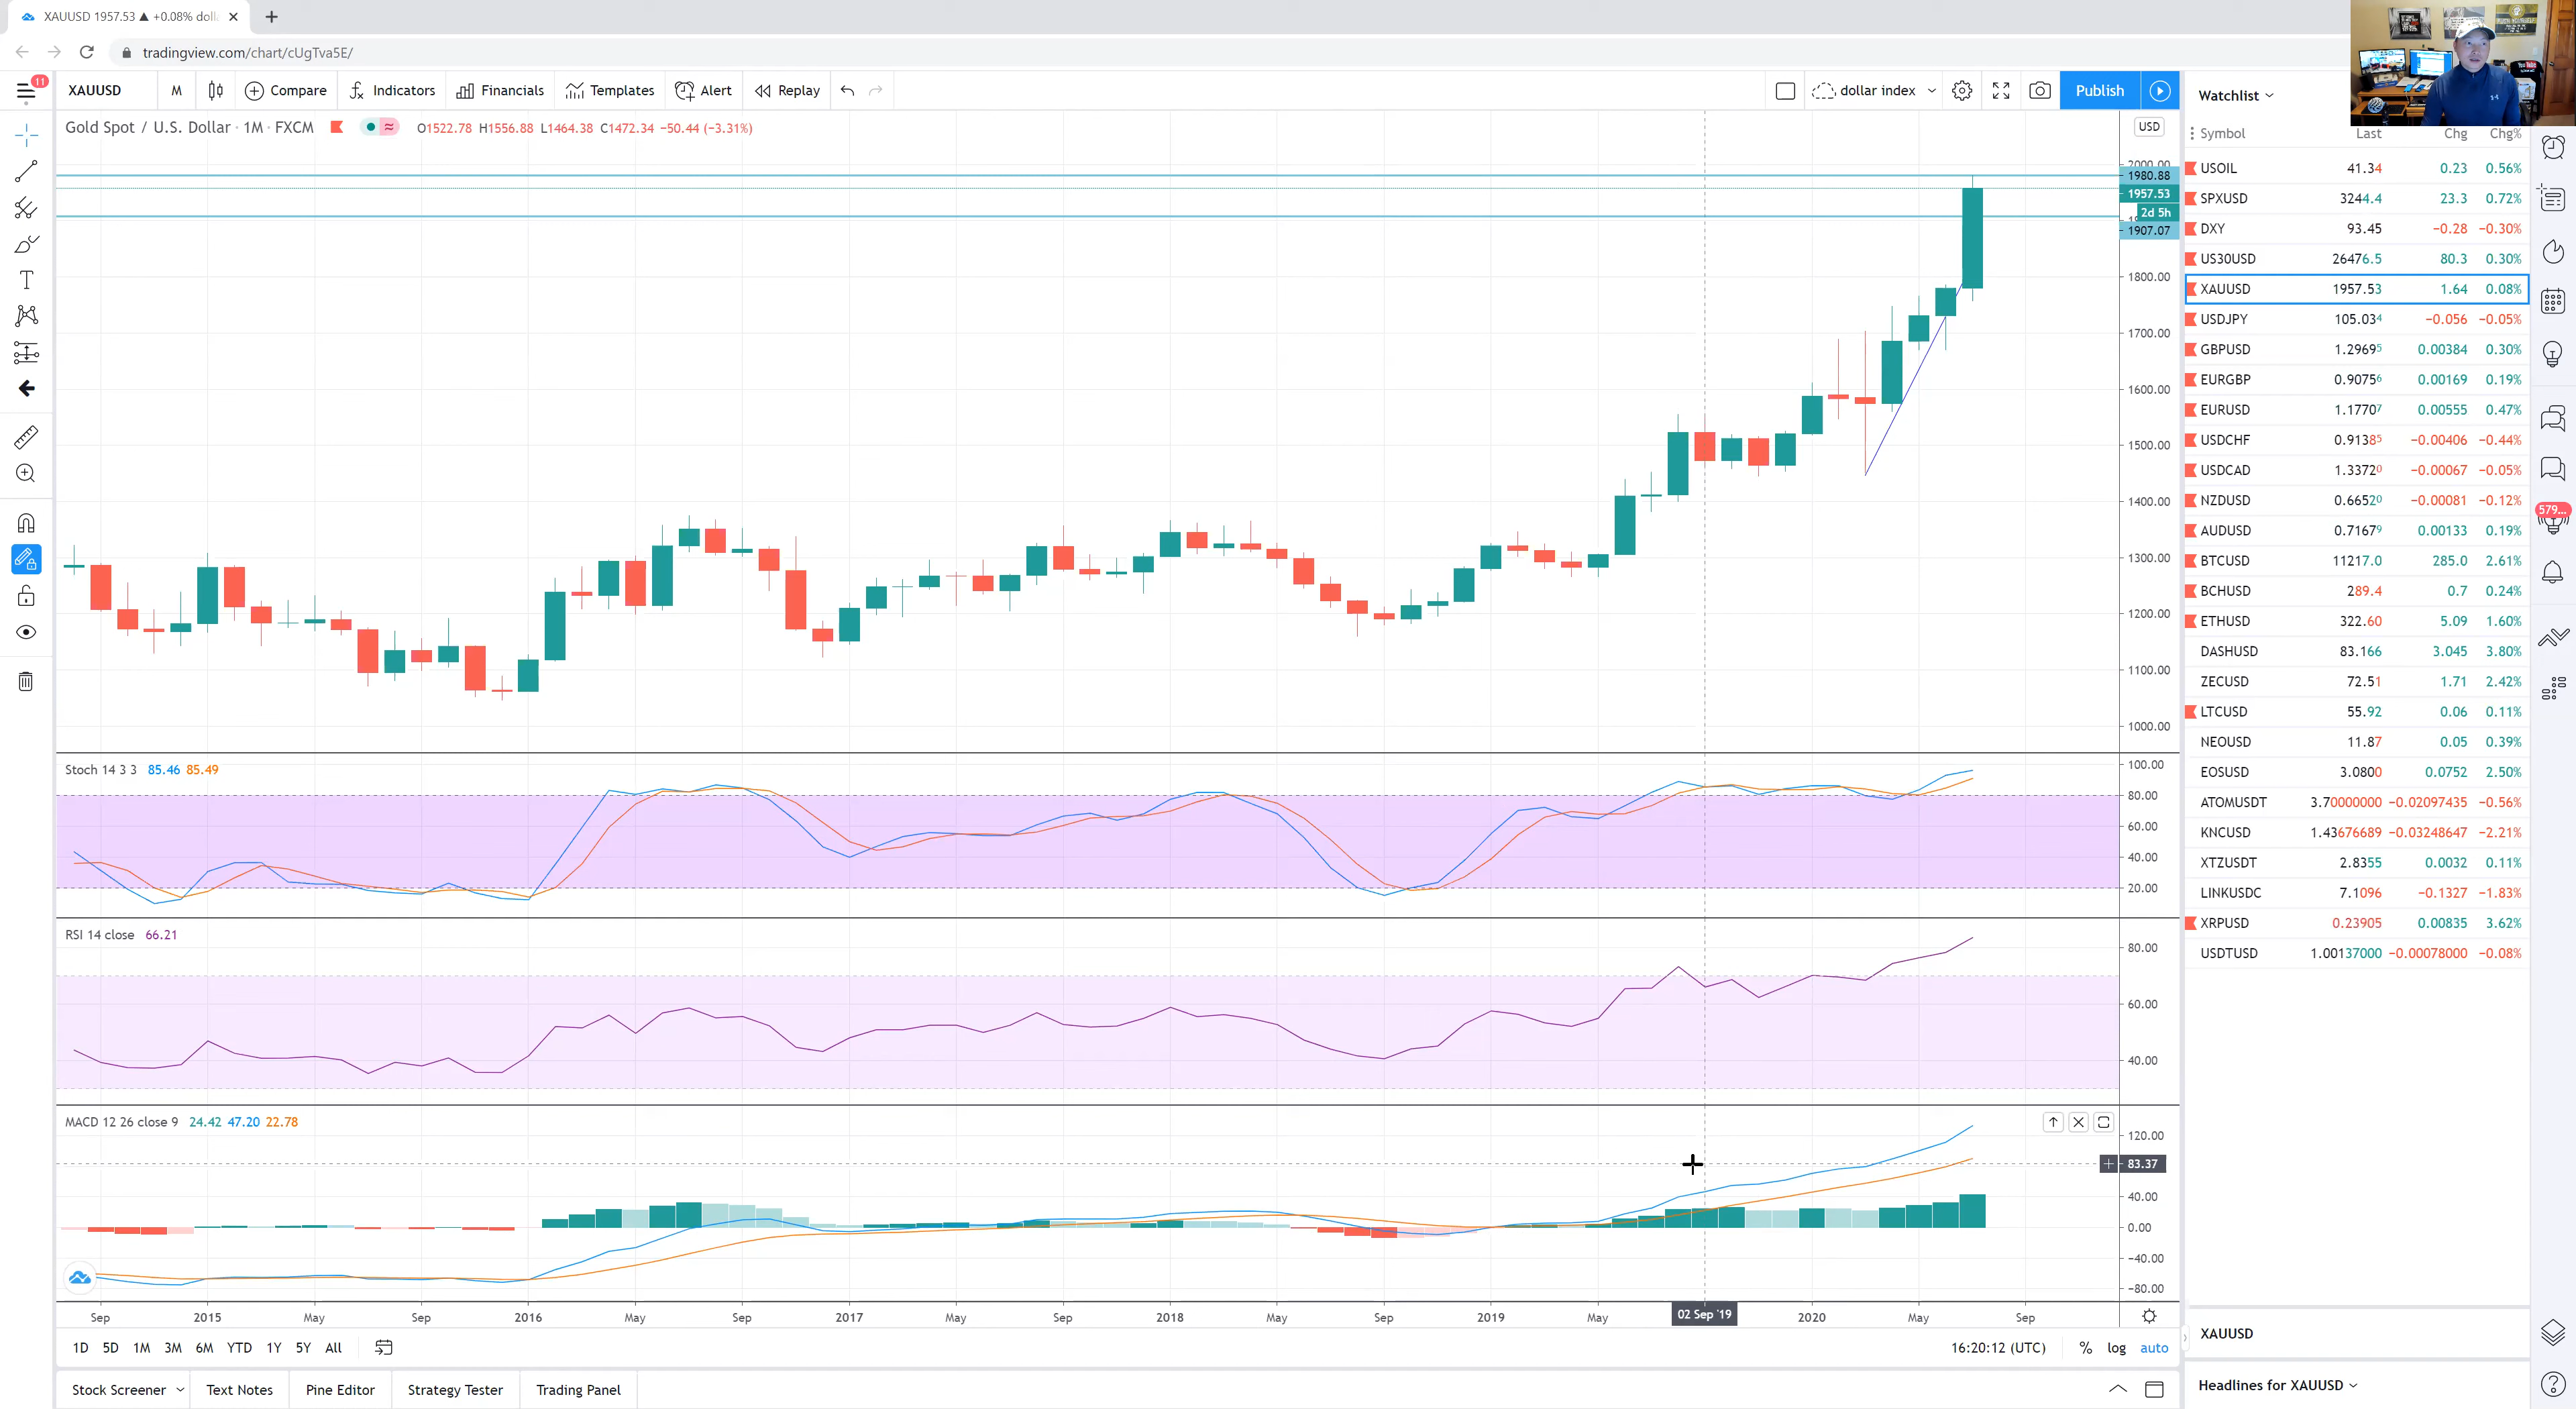 XAUUSD 1957.53 ▲ +0.08% doll
tradingview.com/chart/cUgTva5E/
11
XAUUSD M Compare Indicators Financials Templates Alert Replay dollar index Publish
Gold Spot / U.S. Dollar · 1M · FXCM O1522.78 H1556.88 L1464.38 C1472.34 −50.44 (−3.31%)
USD
2000.00
1980.88
1957.53
2d 5h
1907.07
1800.00
1700.00
1600.00
1500.00
1400.00
1300.00
1200.00
1100.00
1000.00
Stoch 14 3 3 85.46 85.49
100.00
80.00
60.00
40.00
20.00
RSI 14 close 66.21
80.00
60.00
40.00
MACD 12 26 close 9 24.42 47.20 22.78
120.00
83.37
40.00
0.00
−40.00
−80.00
Sep 2015 May Sep 2016 May Sep 2017 May Sep 2018 May Sep 2019 May 02 Sep '19 2020 May Sep
1D 5D 1M 3M 6M YTD 1Y 5Y All 16:20:12 (UTC) % log auto
Stock Screener Text Notes Pine Editor Strategy Tester Trading Panel
Watchlist
Symbol Last Chg Chg%
USOIL 41.34 0.23 0.56%
SPXUSD 3244.4 23.3 0.72%
DXY 93.45 −0.28 −0.30%
US30USD 26476.5 80.3 0.30%
XAUUSD 1957.53 1.64 0.08%
USDJPY 105.034 −0.056 −0.05%
GBPUSD 1.29695 0.00384 0.30%
EURGBP 0.90756 0.00169 0.19%
EURUSD 1.17707 0.00555 0.47%
USDCHF 0.91385 −0.00406 −0.44%
USDCAD 1.33720 −0.00067 −0.05%
NZDUSD 0.66520 −0.00081 −0.12%
579...
AUDUSD 0.71679 0.00133 0.19%
BTCUSD 11217.0 285.0 2.61%
BCHUSD 289.4 0.7 0.24%
ETHUSD 322.60 5.09 1.60%
DASHUSD 83.166 3.045 3.80%
ZECUSD 72.51 1.71 2.42%
LTCUSD 55.92 0.06 0.11%
NEOUSD 11.87 0.05 0.39%
EOSUSD 3.0800 0.0752 2.50%
ATOMUSDT 3.70000000 −0.02097435 −0.56%
KNCUSD 1.43676689 −0.03248647 −2.21%
XTZUSDT 2.8355 0.0032 0.11%
LINKUSDC 7.1096 −0.1327 −1.83%
XRPUSD 0.23905 0.00835 3.62%
USDTUSD 1.00137000 −0.00078000 −0.08%
XAUUSD
Headlines for XAUUSD